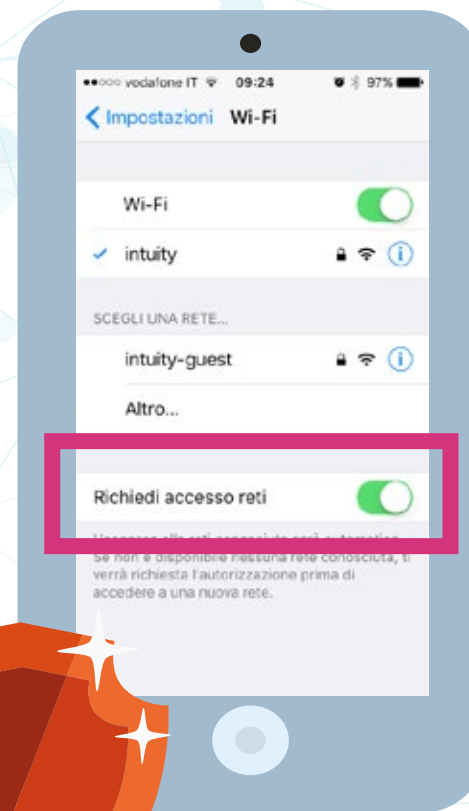 vodafone IT 09:24 97%
Impostazioni Wi-Fi
Wi-Fi
intuity
SCEGLI UNA RETE...
intuity-guest
Altro...
Richiedi accesso reti
Se non è disponibile nessuna rete conosciuta, ti
verrà richiesta l'autorizzazione prima di
accedere a una nuova rete.